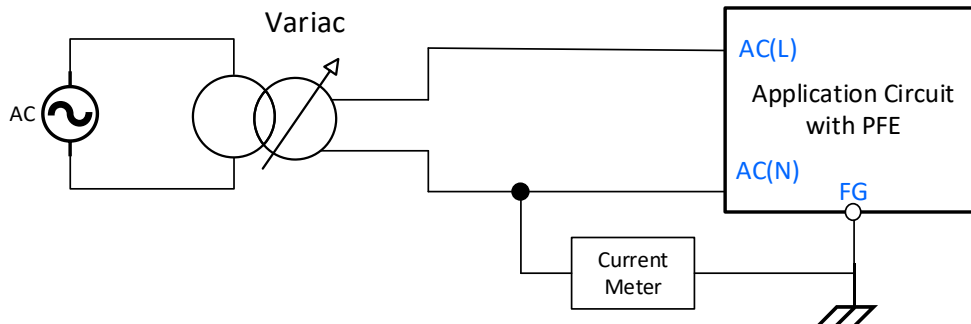 Variac
AC
AC(L)
Application Circuit
with PFE
AC(N)
FG
Current
Meter